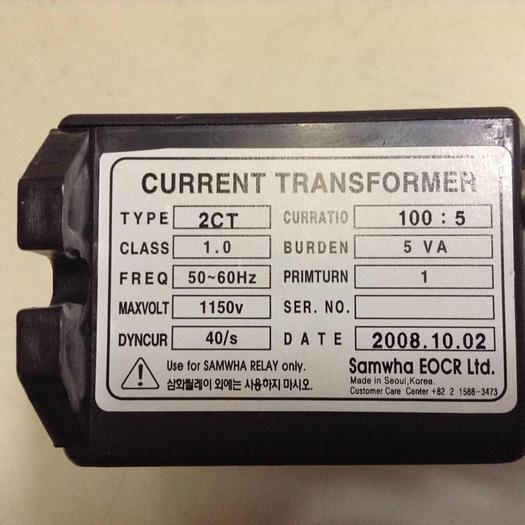 CURRENT TRANSFORMER
TYPE 2CT CURRATIO 100 : 5
CLASS 1.0 BURDEN 5 VA
FREQ 50~60Hz PRIMTURN 1
MAXVOLT 1150v SER. NO.
DYNCUR 40/s DATE 2008.10.02
Use for SAMWHA RELAY only. Samwha EOCR Ltd.
삼화릴레이 외에는 사용하지 마시오. Made in Seoul,Korea.
Customer Care Center +82 2 1588-3473